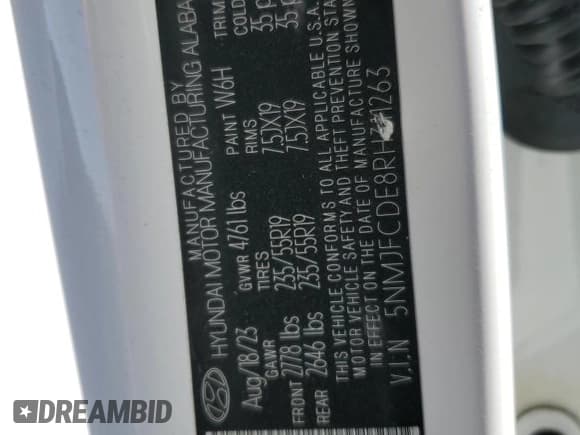 MANUFACTURED BY
HYUNDAI MOTOR MANUFACTURING ALABA
Aug/18/23 GVWR 4761 lbs PAINT W6H TRIM
GAWR TIRES RIMS COLD
FRONT 2778 lbs 235/55R19 7.5JX19 35 p
REAR 2646 lbs 235/55R19 7.5JX19 35
THIS VEHICLE CONFORMS TO ALL APPLICABLE U.S.A.
MOTOR VEHICLE SAFETY AND THEFT PREVENTION STA
IN EFFECT ON THE DATE OF MANUFACTURE SHOWN
V.I.N 5NMJFCDE8RH
DREAMBID